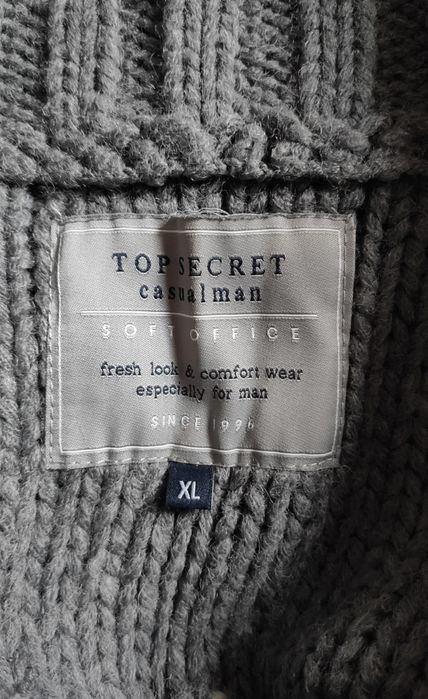 TOP SECRET
casualman
SOFT OFFICE
fresh look & comfort wear
especially for man
SINCE 1996
XL